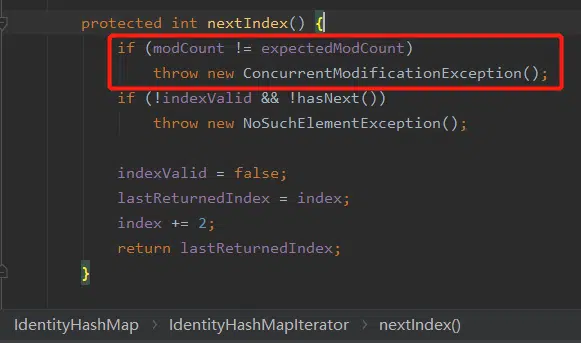 protected int nextIndex() {
if (modCount != expectedModCount)
throw new ConcurrentModificationException();
if (!indexValid && !hasNext())
throw new NoSuchElementException();
indexValid = false;
lastReturnedIndex = index;
index += 2;
return lastReturnedIndex;
}
IdentityHashMap > IdentityHashMapIterator > nextIndex()